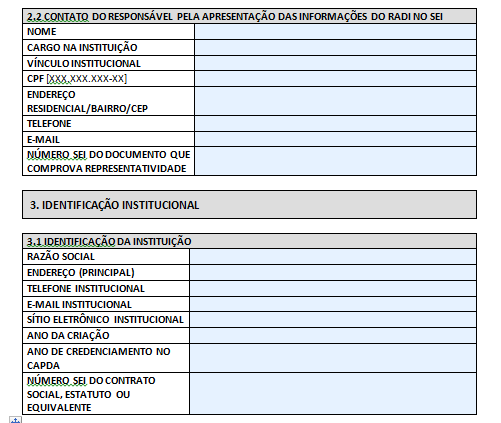 2.2 CONTATO DO RESPONSÁVEL PELA APRESENTAÇÃO DAS INFORMAÇÕES DO RADI NO SEI
NOME
CARGO NA INSTITUIÇÃO
VÍNCULO INSTITUCIONAL
CPF [XXX.XXX.XXX-XX]
ENDEREÇO
RESIDENCIAL/BAIRRO/CEP
TELEFONE
E-MAIL
NÚMERO SEI DO DOCUMENTO QUE
COMPROVA REPRESENTATIVIDADE
3. IDENTIFICAÇÃO INSTITUCIONAL
3.1 IDENTIFICAÇÃO DA INSTITUIÇÃO
RAZÃO SOCIAL
ENDEREÇO (PRINCIPAL)
TELEFONE INSTITUCIONAL
E-MAIL INSTITUCIONAL
SÍTIO ELETRÔNICO INSTITUCIONAL
ANO DA CRIAÇÃO
ANO DE CREDENCIAMENTO NO
CAPDA
NÚMERO SEI DO CONTRATO
SOCIAL, ESTATUTO OU
EQUIVALENTE